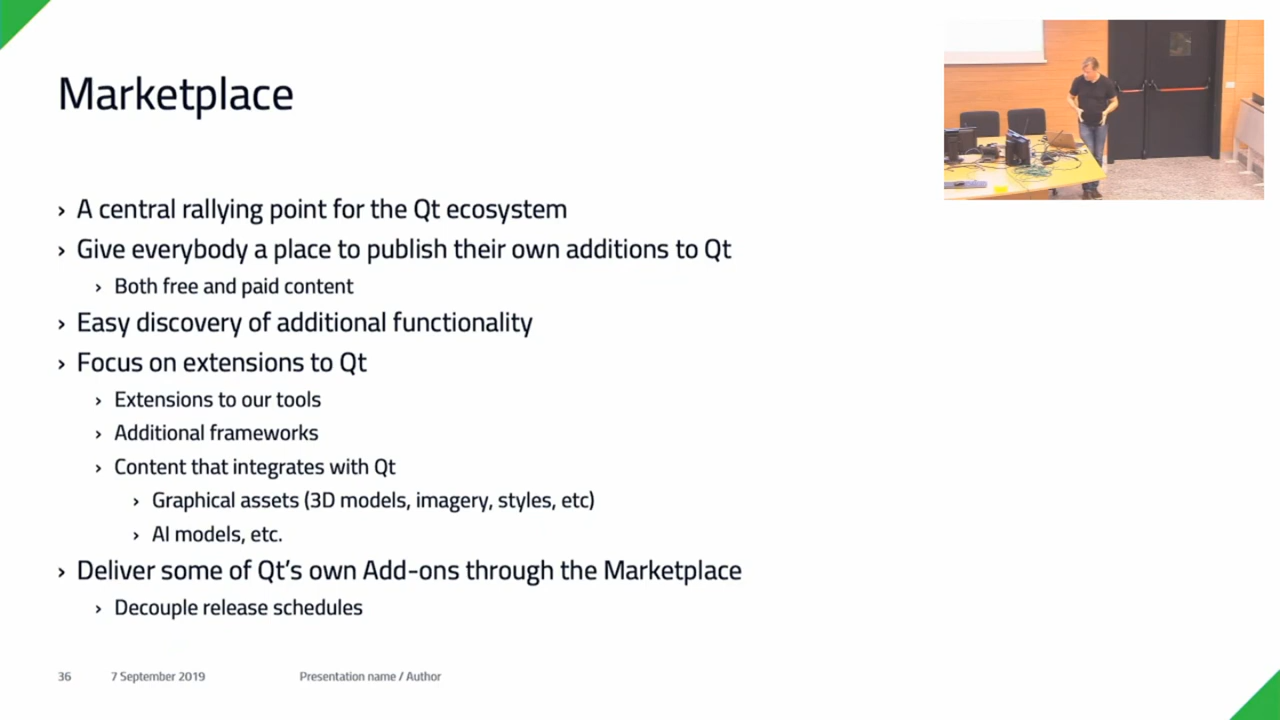 Marketplace
› A central rallying point for the Qt ecosystem
› Give everybody a place to publish their own additions to Qt
› Both free and paid content
› Easy discovery of additional functionality
› Focus on extensions to Qt
› Extensions to our tools
› Additional frameworks
› Content that integrates with Qt
› Graphical assets (3D models, imagery, styles, etc)
› AI models, etc.
› Deliver some of Qt’s own Add-ons through the Marketplace
› Decouple release schedules
36 7 September 2019 Presentation name / Author